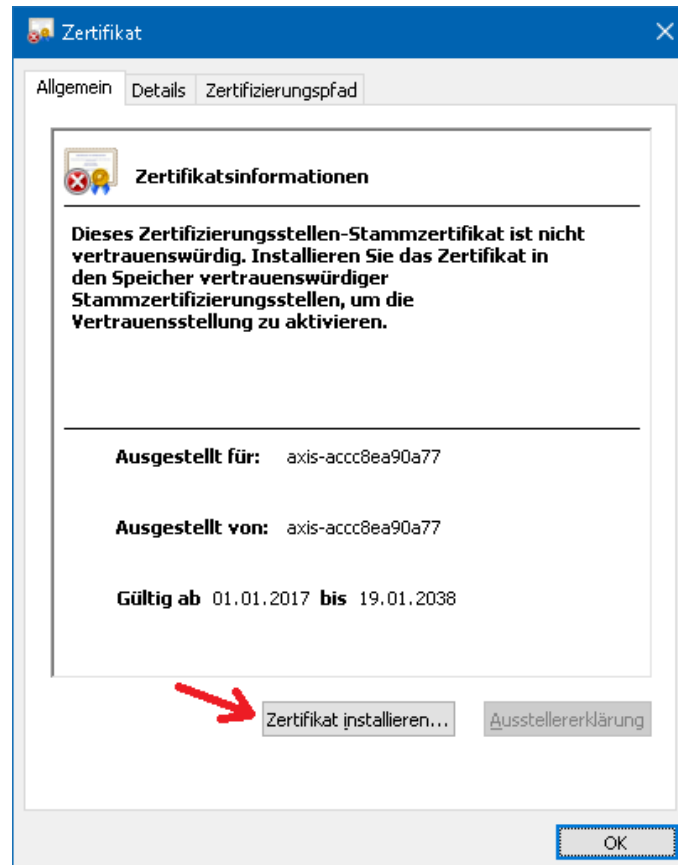 Zertifikat
Allgemein Details Zertifizierungspfad
Zertifikatsinformationen
Dieses Zertifizierungsstellen-Stammzertifikat ist nicht
vertrauenswürdig. Installieren Sie das Zertifikat in
den Speicher vertrauenswürdiger
Stammzertifizierungsstellen, um die
Vertrauensstellung zu aktivieren.
Ausgestellt für: axis-accc8ea90a77
Ausgestellt von: axis-accc8ea90a77
Gültig ab 01.01.2017 bis 19.01.2038
Zertifikat installieren... Ausstellererklärung
OK